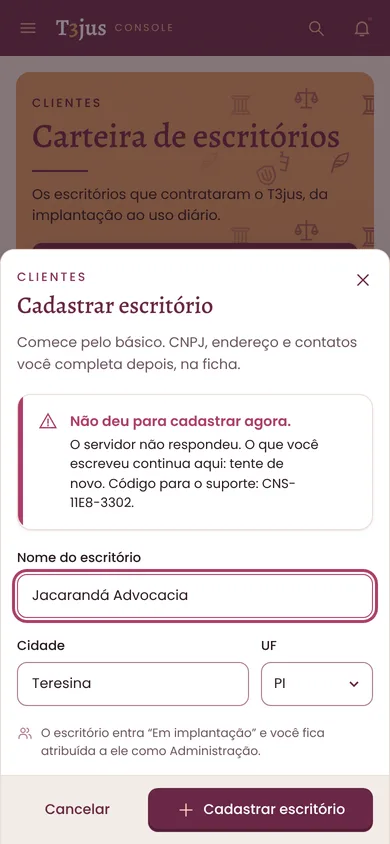 T3jus CONSOLE
CLIENTES
Carteira de escritórios
Os escritórios que contrataram o T3jus, da
implantação ao uso diário.
CLIENTES
Cadastrar escritório
Comece pelo básico. CNPJ, endereço e contatos
você completa depois, na ficha.
Não deu para cadastrar agora.
O servidor não respondeu. O que você
escreveu continua aqui: tente de
novo. Código para o suporte: CNS-
11E8-3302.
Nome do escritório
Jacarandá Advocacia
Cidade
UF
Teresina
PI
O escritório entra “Em implantação” e você fica
atribuída a ele como Administração.
Cancelar
Cadastrar escritório